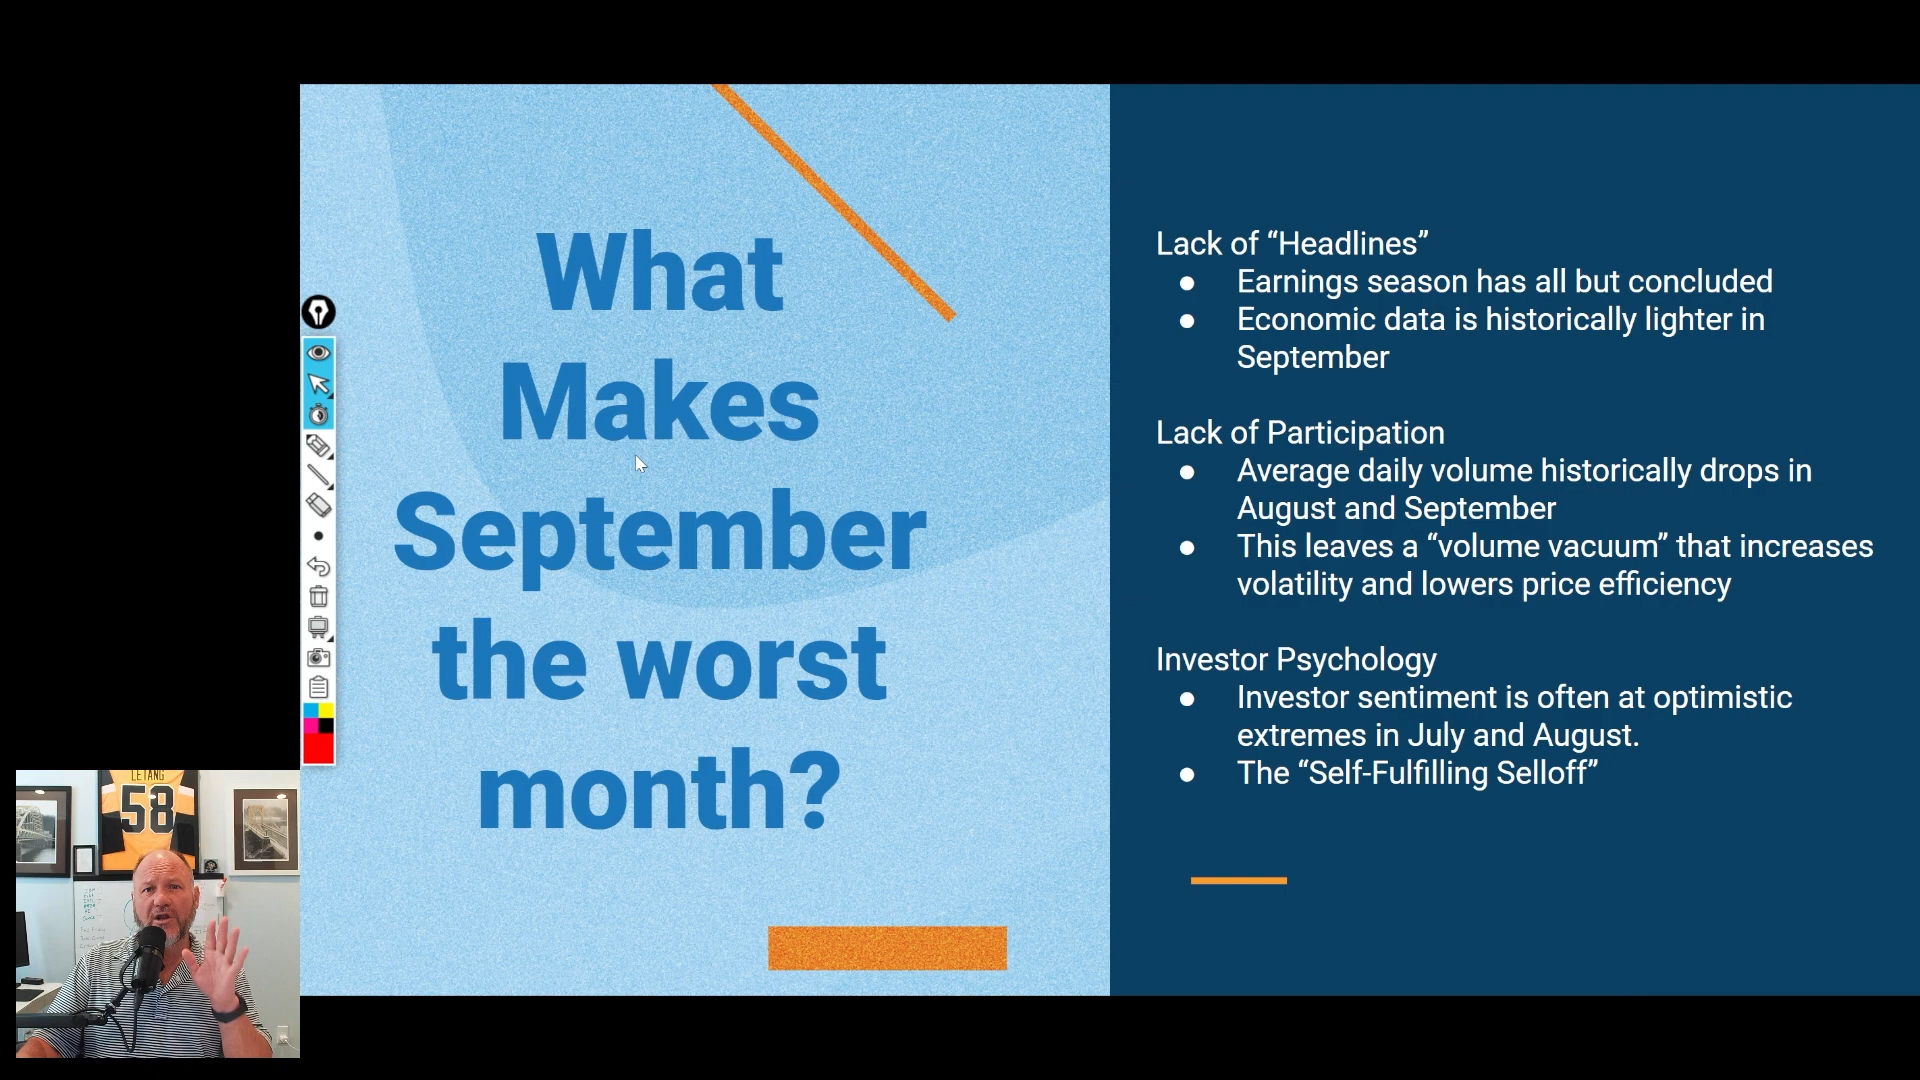 What
Makes
September
the worst
month?
Lack of “Headlines”
● Earnings season has all but concluded
● Economic data is historically lighter in
September
Lack of Participation
● Average daily volume historically drops in
August and September
● This leaves a “volume vacuum” that increases
volatility and lowers price efficiency
Investor Psychology
● Investor sentiment is often at optimistic
extremes in July and August.
● The “Self-Fulfilling Selloff”
LETANG
58